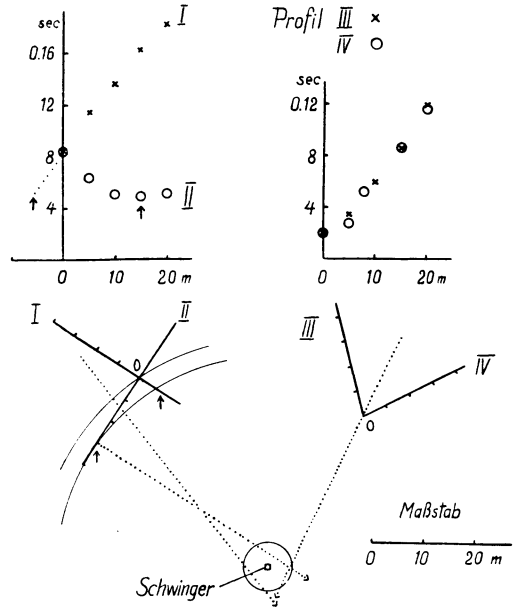 sec
I
0.16
12
8
4
II
0 10 20 m
Profil III ×
IV ○
sec
0.12
8
4
0 10 20 m
I
II
0
III
IV
0
Maßstab
0 10 20 m
Schwinger